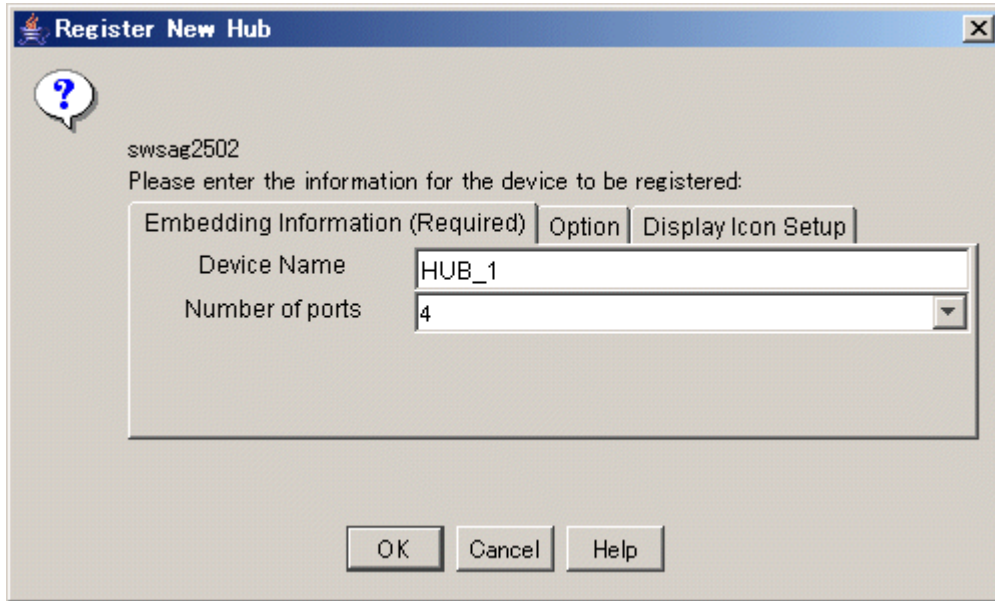 Register New Hub
?
swsag2502
Please enter the information for the device to be registered:
Embedding Information (Required) Option Display Icon Setup
Device Name HUB_1
Number of ports 4
OK Cancel Help